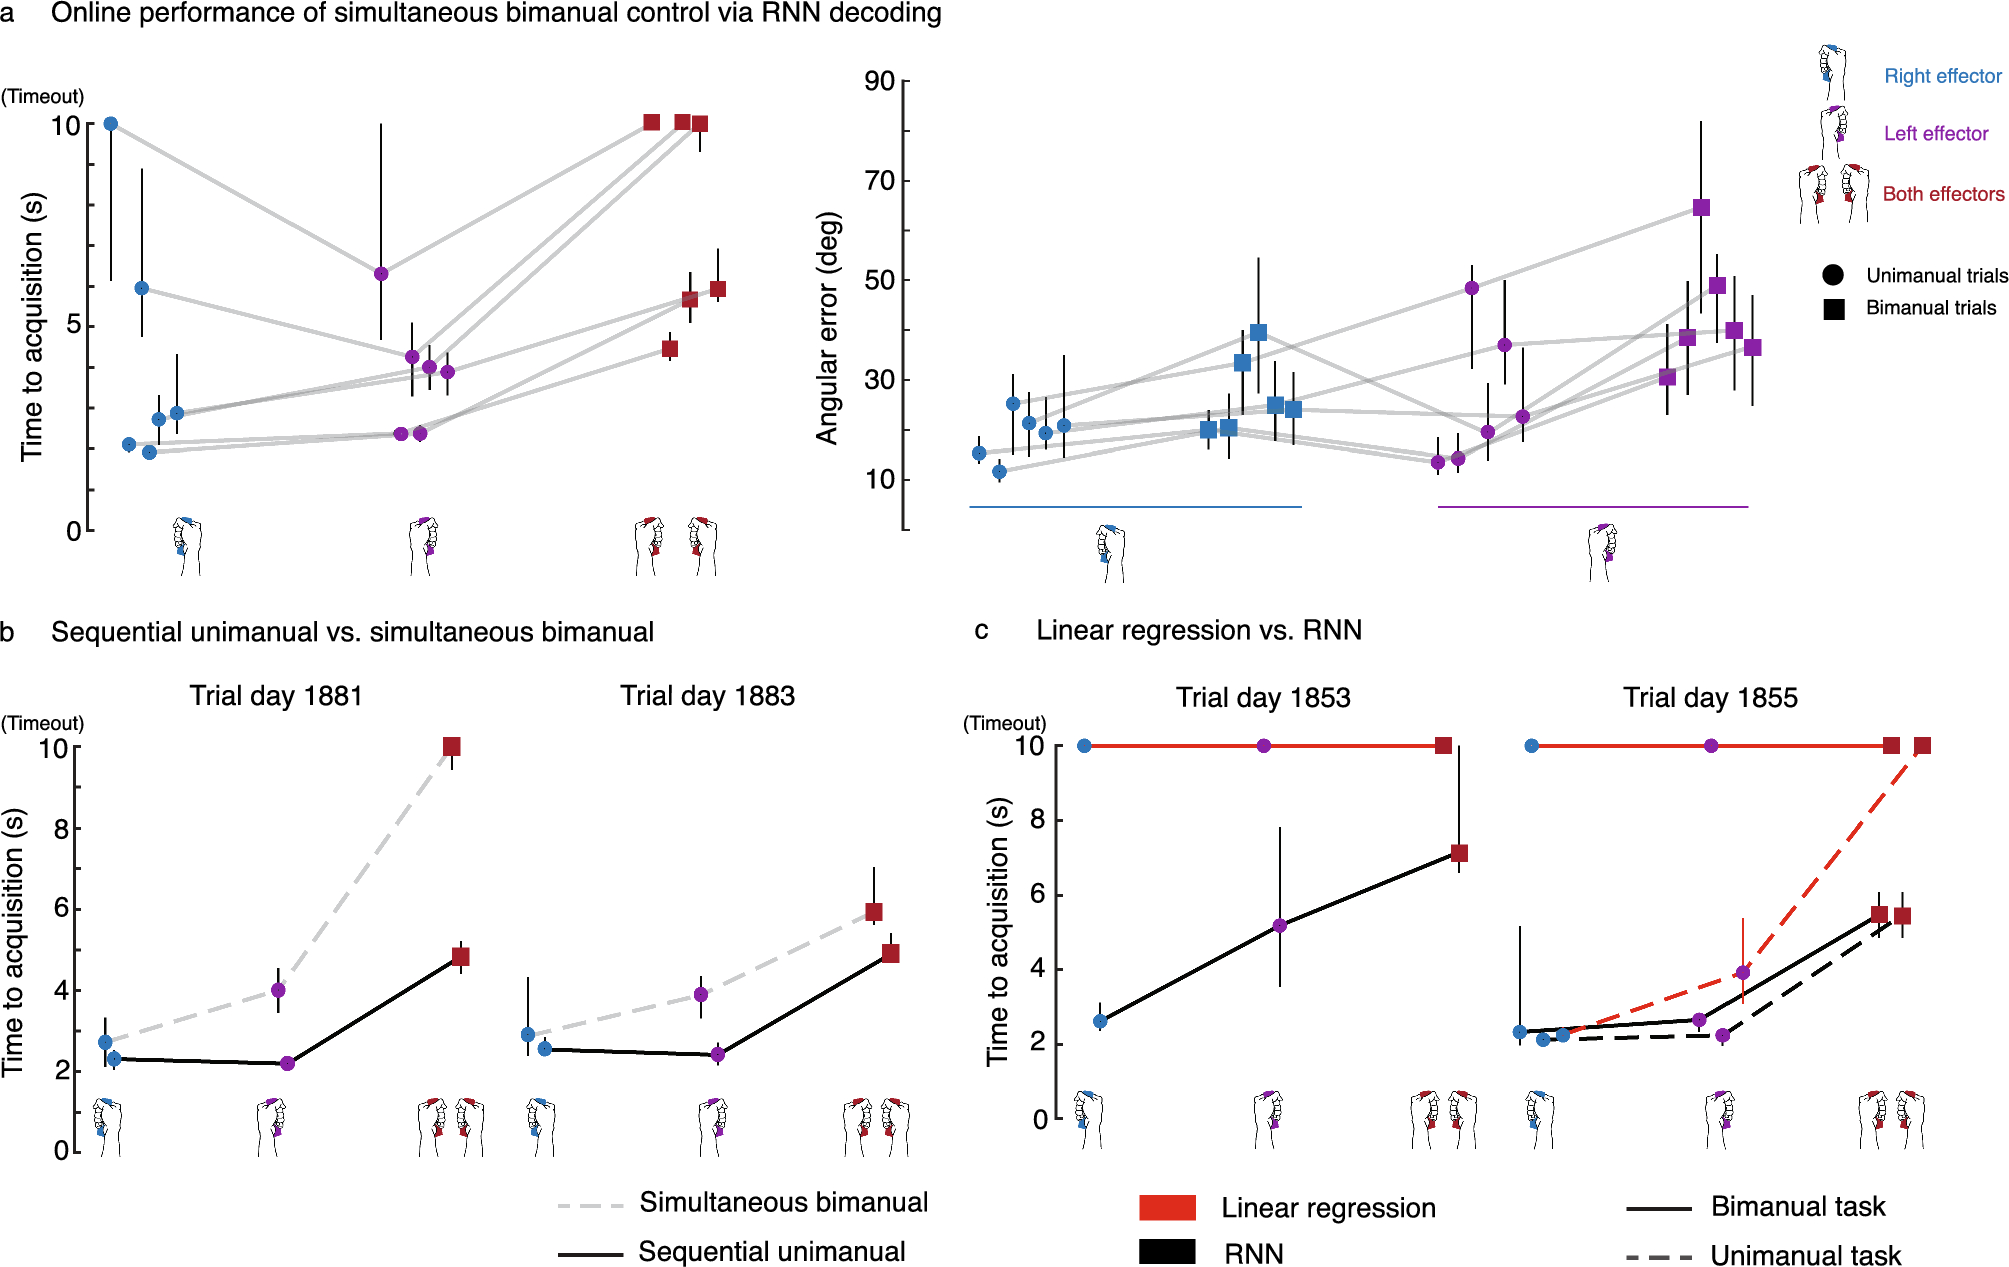 a Online performance of simultaneous bimanual control via RNN decoding
(Timeout)
10
5
0
Time to acquisition (s)
90
70
50
30
10
Angular error (deg)
Right effector
Left effector
Both effectors
Unimanual trials
Bimanual trials
b Sequential unimanual vs. simultaneous bimanual
Trial day 1881
Trial day 1883
(Timeout)
10
8
6
4
2
0
Time to acquisition (s)
Simultaneous bimanual
Sequential unimanual
c Linear regression vs. RNN
Trial day 1853
Trial day 1855
(Timeout)
10
8
6
4
2
0
Time to acquisition (s)
Linear regression
RNN
Bimanual task
Unimanual task